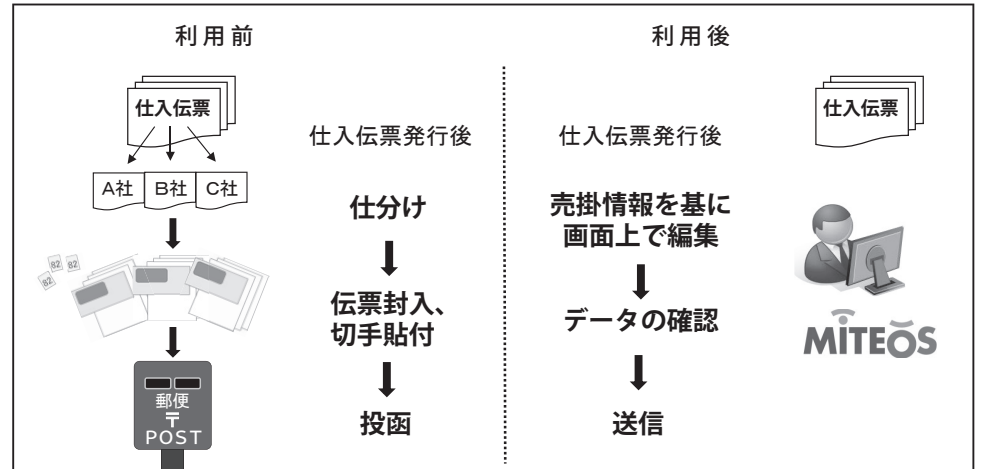 利用前
仕入伝票
A社
B社
C社
82
82
82
郵便
〒
POST
仕入伝票発行後
仕分け
伝票封入、
切手貼付
投函
利用後
仕入伝票発行後
売掛情報を基に
画面上で編集
データの確認
送信
仕入伝票
MiTEOS